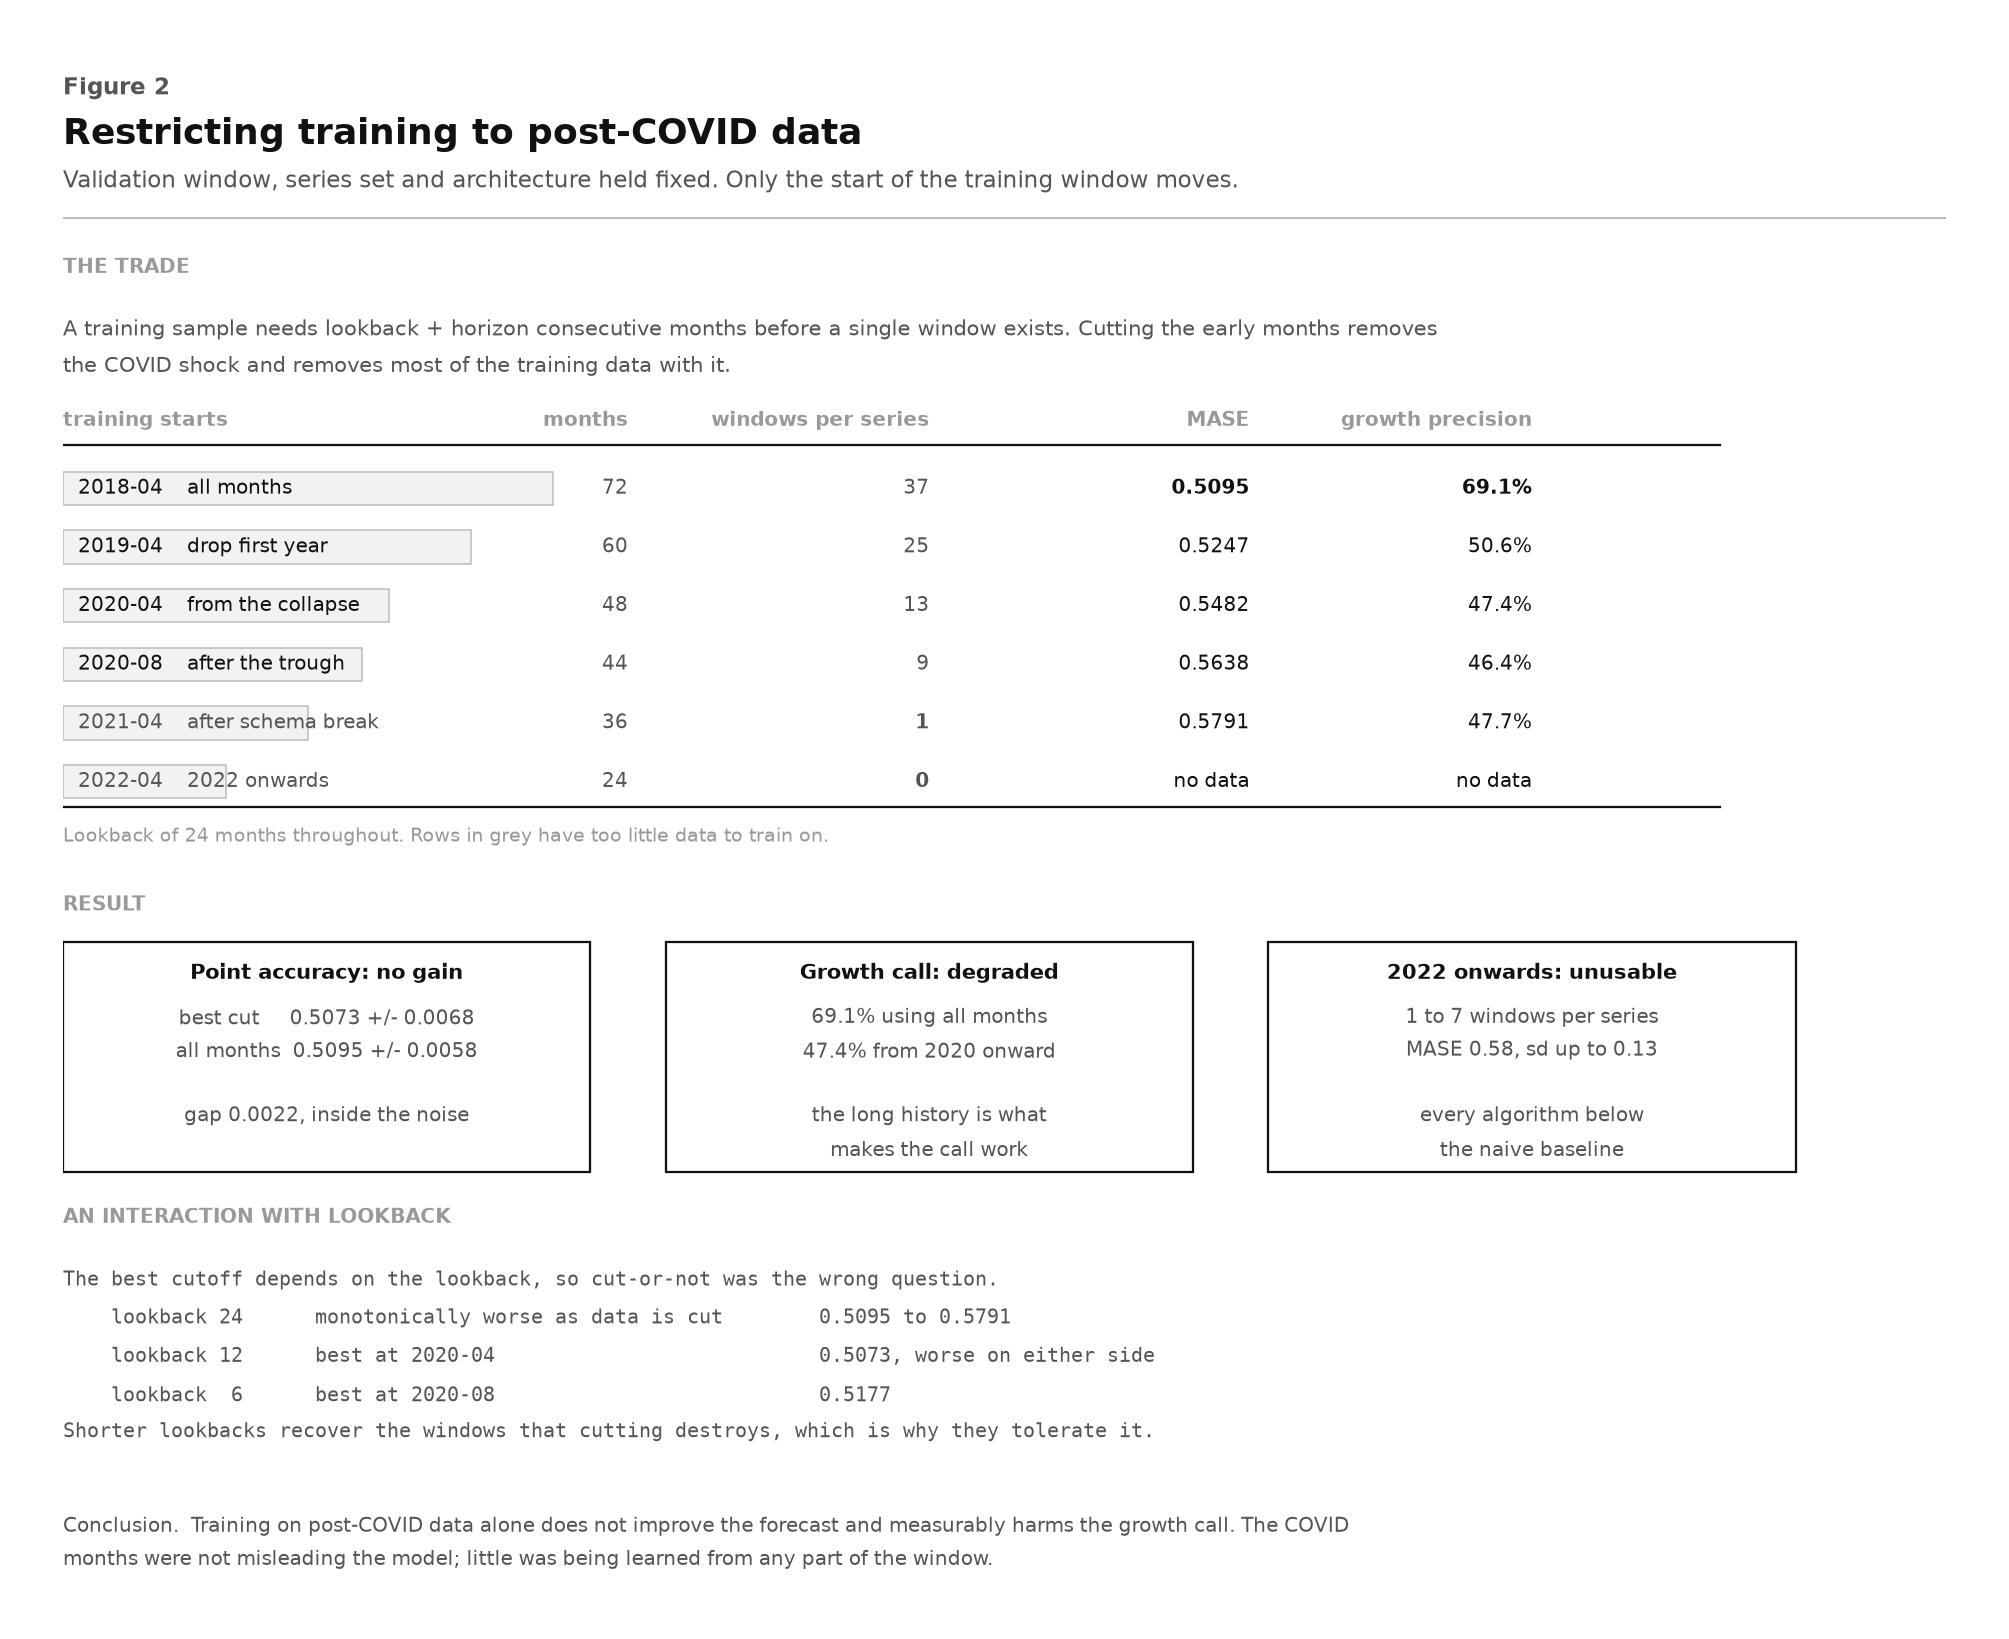 Figure 2
Restricting training to post-COVID data
Validation window, series set and architecture held fixed. Only the start of the training window moves.
THE TRADE
A training sample needs lookback + horizon consecutive months before a single window exists. Cutting the early months removes
the COVID shock and removes most of the training data with it.
training starts months windows per series MASE growth precision
2018-04 all months 72 37 0.5095 69.1%
2019-04 drop first year 60 25 0.5247 50.6%
2020-04 from the collapse 48 13 0.5482 47.4%
2020-08 after the trough 44 9 0.5638 46.4%
2021-04 after schema break 36 1 0.5791 47.7%
2022-04 2022 onwards 24 0 no data no data
Lookback of 24 months throughout. Rows in grey have too little data to train on.
RESULT
Point accuracy: no gain
best cut 0.5073 +/- 0.0068
all months 0.5095 +/- 0.0058
gap 0.0022, inside the noise
Growth call: degraded
69.1% using all months
47.4% from 2020 onward
the long history is what
makes the call work
2022 onwards: unusable
1 to 7 windows per series
MASE 0.58, sd up to 0.13
every algorithm below
the naive baseline
AN INTERACTION WITH LOOKBACK
The best cutoff depends on the lookback, so cut-or-not was the wrong question.
lookback 24 monotonically worse as data is cut 0.5095 to 0.5791
lookback 12 best at 2020-04 0.5073, worse on either side
lookback 6 best at 2020-08 0.5177
Shorter lookbacks recover the windows that cutting destroys, which is why they tolerate it.
Conclusion. Training on post-COVID data alone does not improve the forecast and measurably harms the growth call. The COVID
months were not misleading the model; little was being learned from any part of the window.